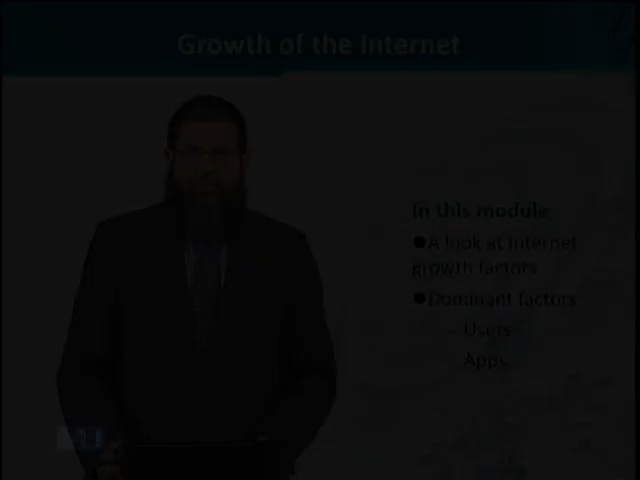 Growth of the Internet
In this module
●A look at Internet
growth factors
●Dominant factors
Users
Apps